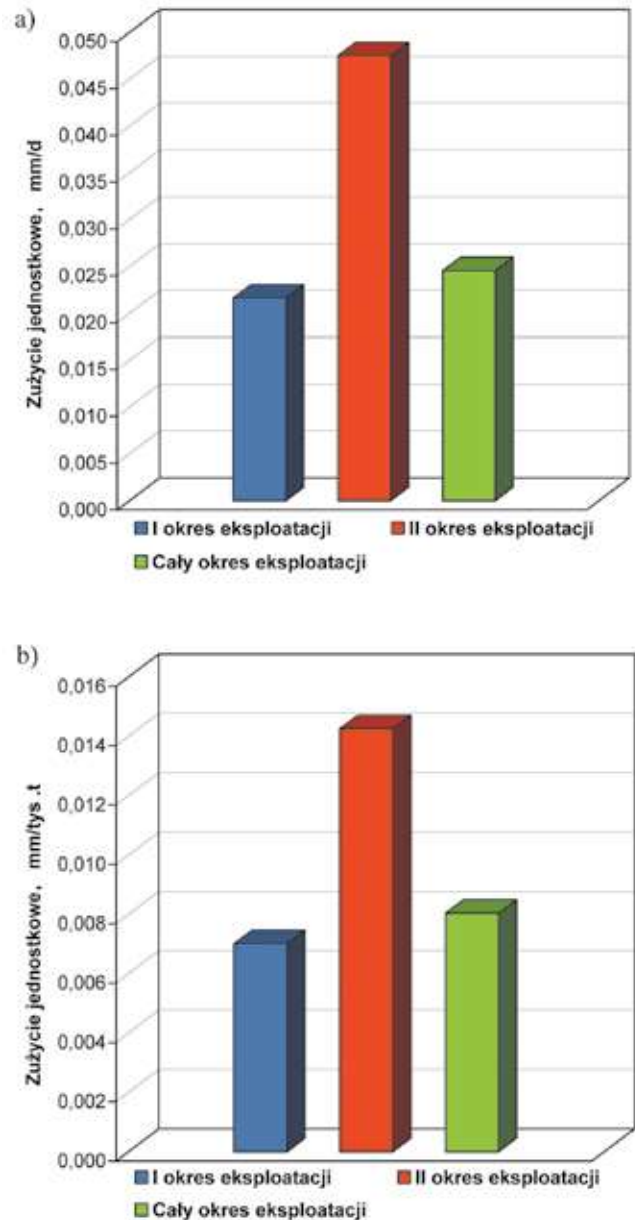 a)
Zużycie jednostkowe, mm/d
0,050
0,045
0,040
0,035
0,030
0,025
0,020
0,015
0,010
0,005
0,000
I okres eksploatacji
II okres eksploatacji
Cały okres eksploatacji
b)
Zużycie jednostkowe, mm/tys .t
0,016
0,014
0,012
0,010
0,008
0,006
0,004
0,002
0,000
I okres eksploatacji
II okres eksploatacji
Cały okres eksploatacji